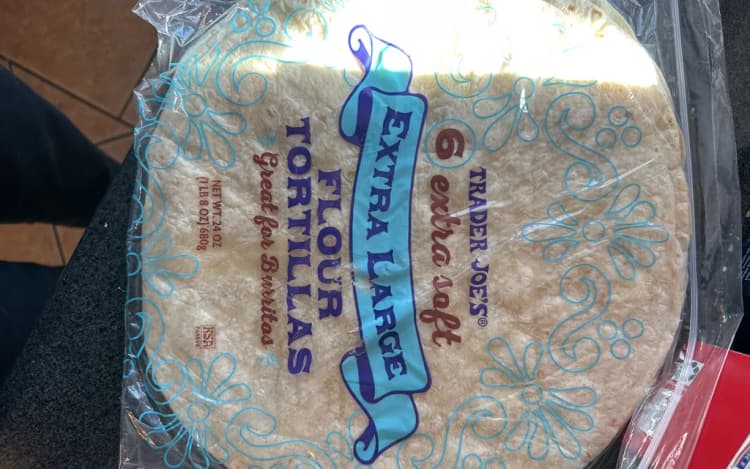 TRADER JOE'S®
6 extra soft
EXTRA LARGE
FLOUR
TORTILLAS
Great for Burritos
NET WT. 24 OZ
(1 LB 8 OZ) 680g
KSA